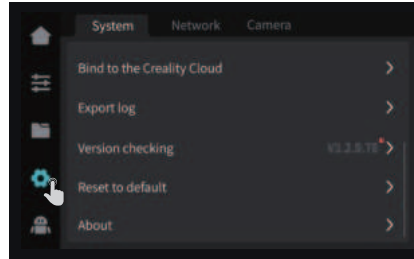 System Network Camera
Bind to the Creality Cloud
Export log
Version checking
Reset to default
About